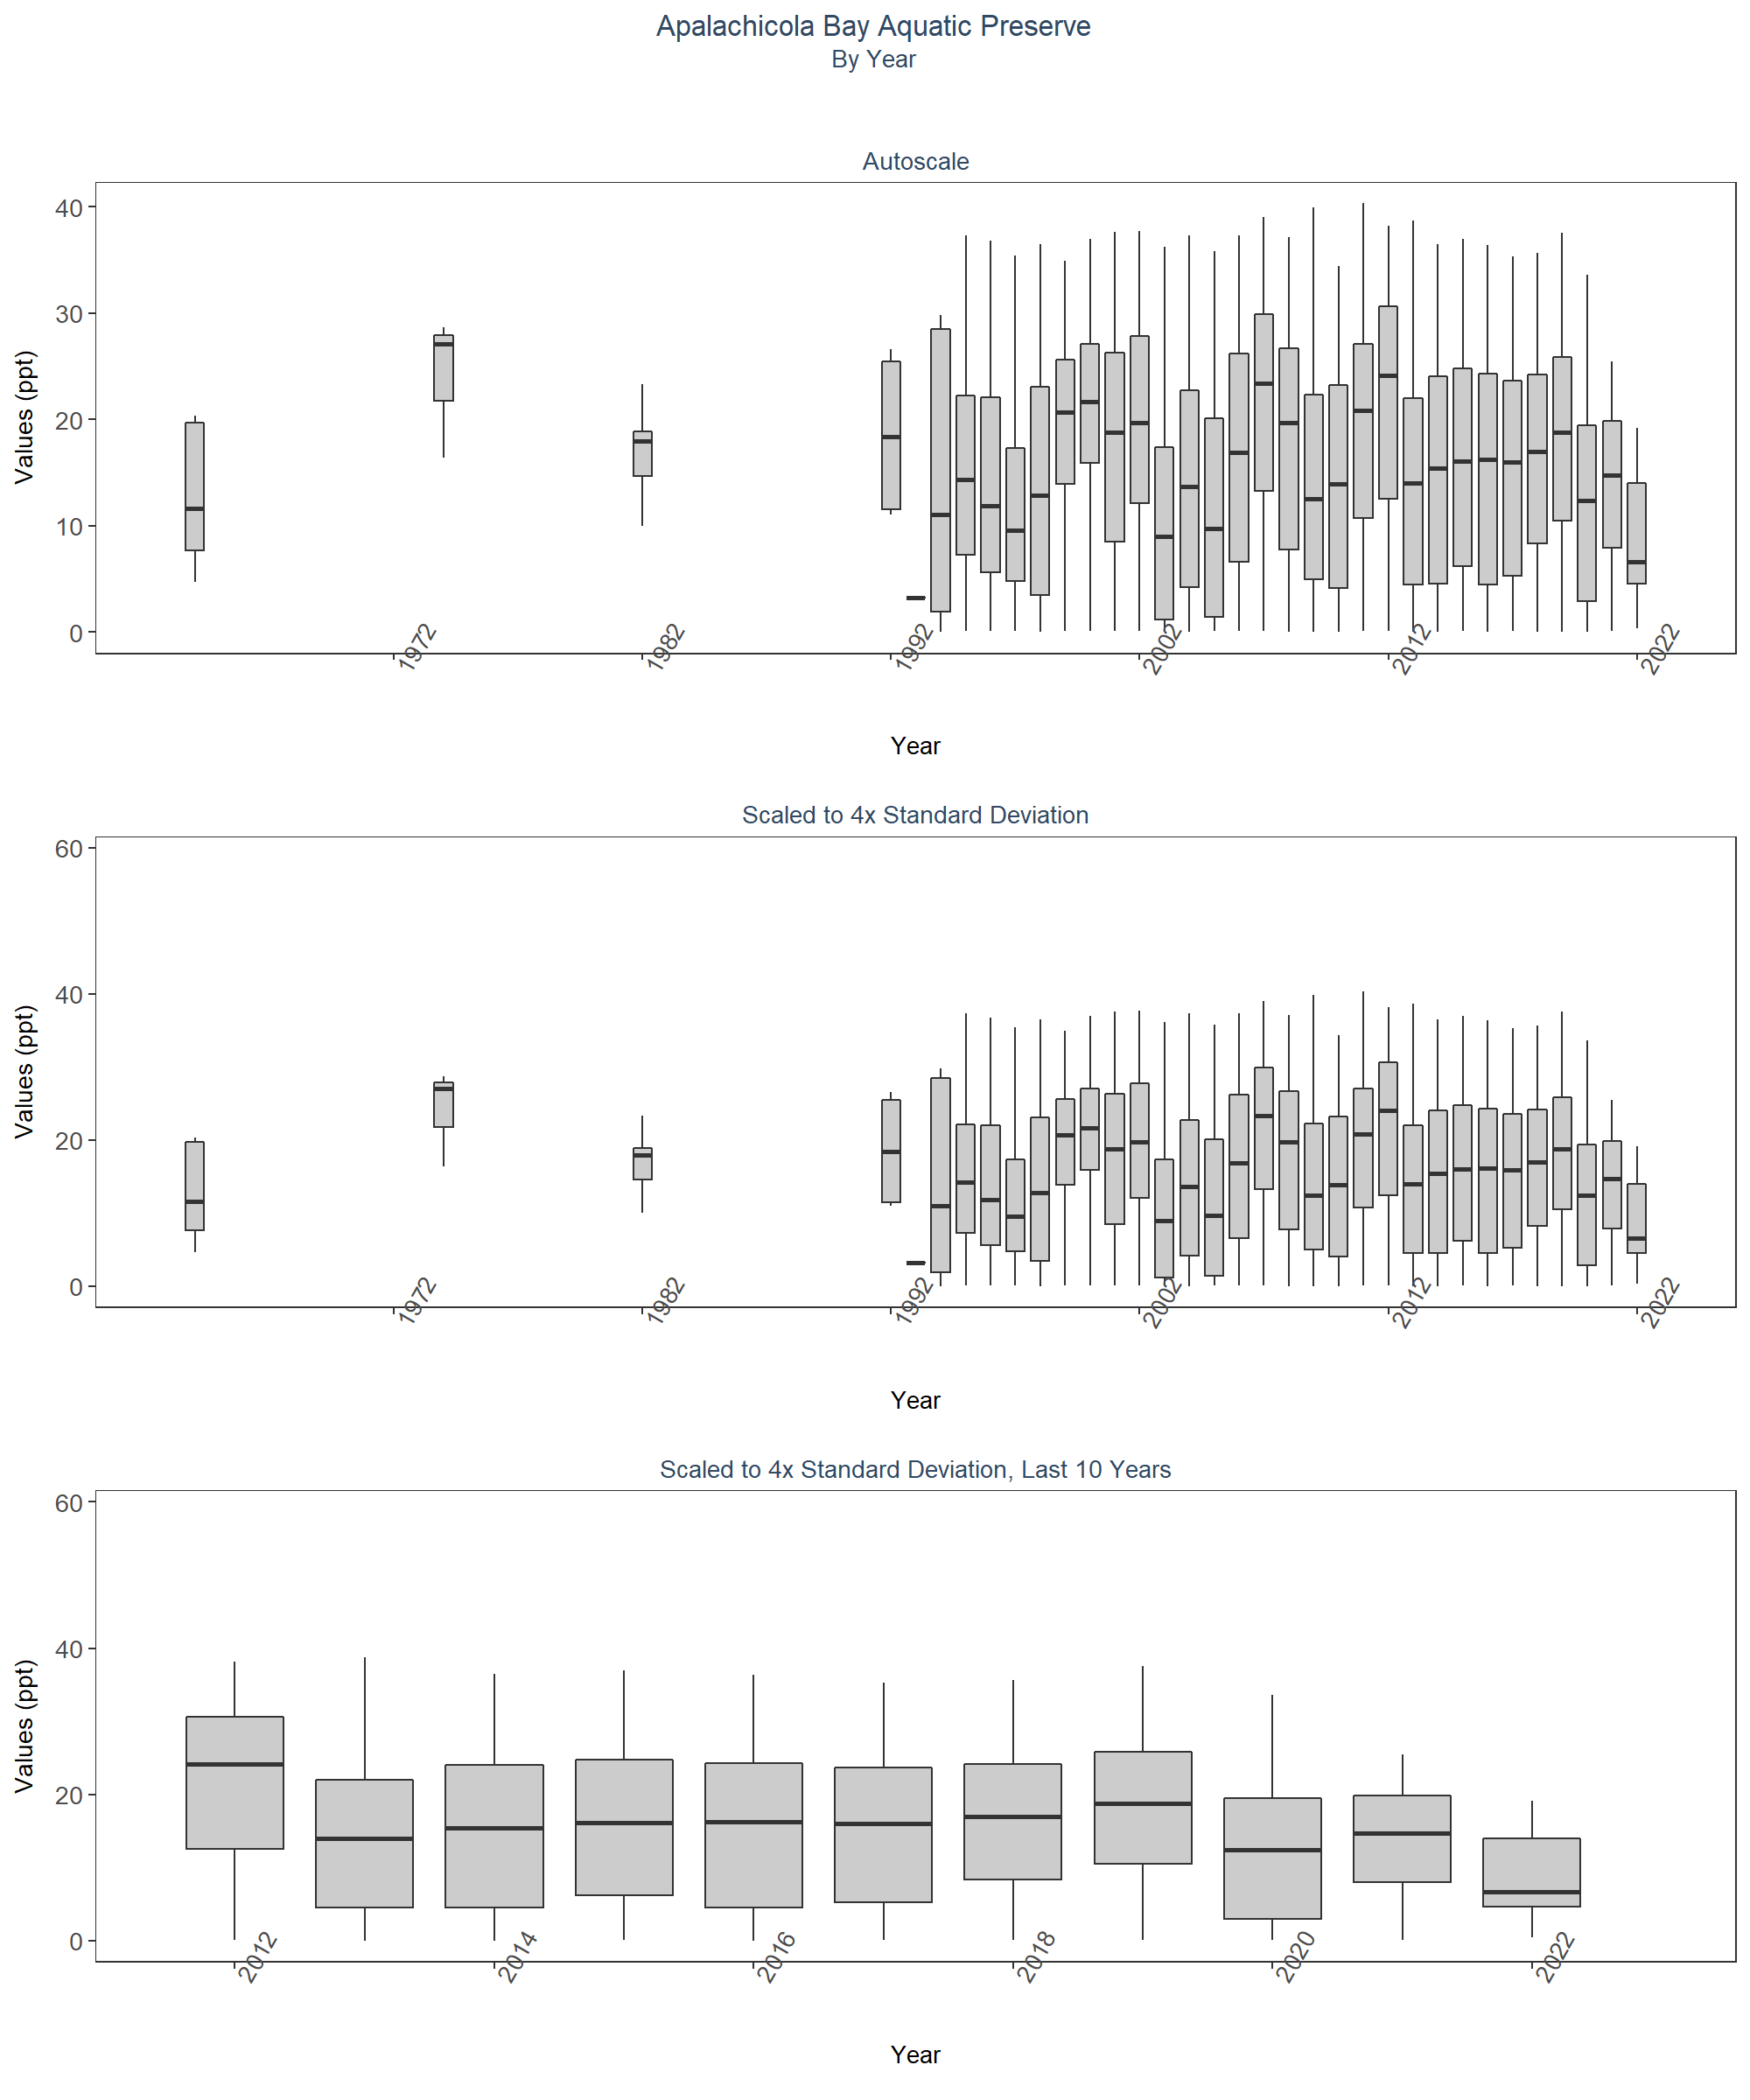 Apalachicola Bay Aquatic Preserve
By Year
Autoscale
Values (ppt)
40
30
20
10
0
1972 1982 1992 2002 2012 2022
Year
Scaled to 4x Standard Deviation
Values (ppt)
60
40
20
0
1972 1982 1992 2002 2012 2022
Year
Scaled to 4x Standard Deviation, Last 10 Years
Values (ppt)
60
40
20
0
2012 2014 2016 2018 2020 2022
Year